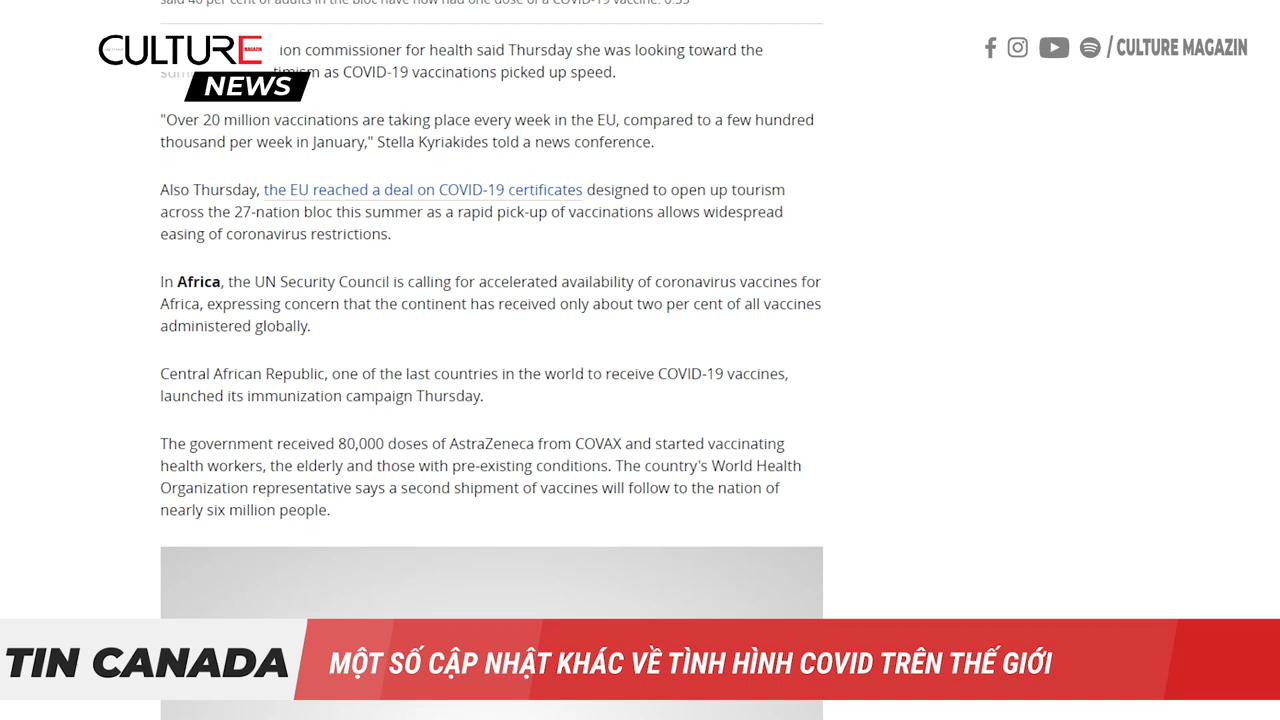 said 40 per cent of adults in the bloc have now had one dose of a COVID-19 vaccine. 0:55
CULTURE MAGAZIN
NEWS
/ CULTURE MAGAZIN
ion commissioner for health said Thursday she was looking toward the
as COVID-19 vaccinations picked up speed.
"Over 20 million vaccinations are taking place every week in the EU, compared to a few hundred
thousand per week in January," Stella Kyriakides told a news conference.
Also Thursday, the EU reached a deal on COVID-19 certificates designed to open up tourism
across the 27-nation bloc this summer as a rapid pick-up of vaccinations allows widespread
easing of coronavirus restrictions.
In Africa, the UN Security Council is calling for accelerated availability of coronavirus vaccines for
Africa, expressing concern that the continent has received only about two per cent of all vaccines
administered globally.
Central African Republic, one of the last countries in the world to receive COVID-19 vaccines,
launched its immunization campaign Thursday.
The government received 80,000 doses of AstraZeneca from COVAX and started vaccinating
health workers, the elderly and those with pre-existing conditions. The country's World Health
Organization representative says a second shipment of vaccines will follow to the nation of
nearly six million people.
TIN CANADA
MỘT SỐ CẬP NHẬT KHÁC VỀ TÌNH HÌNH COVID TRÊN THẾ GIỚI